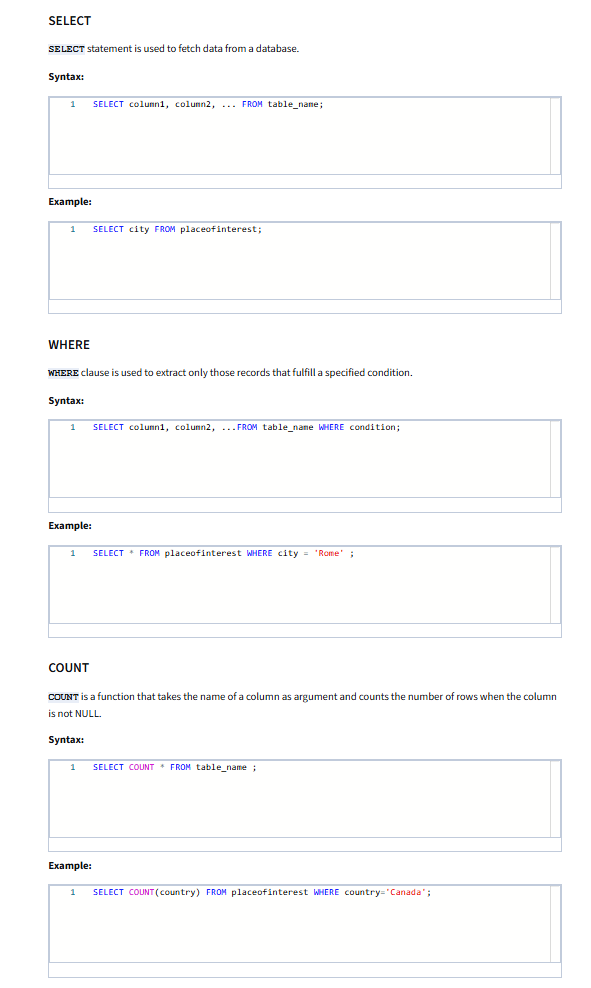 SELECT
SELECT statement is used to fetch data from a database.
Syntax:
1 SELECT column1, column2, ... FROM table_name;
Example:
1 SELECT city FROM placeofinterest;
WHERE
WHERE clause is used to extract only those records that fulfill a specified condition.
Syntax:
1 SELECT column1, column2, ...FROM table_name WHERE condition;
Example:
1 SELECT * FROM placeofinterest WHERE city = 'Rome' ;
COUNT
COUNT is a function that takes the name of a column as argument and counts the number of rows when the column
is not NULL.
Syntax:
1 SELECT COUNT * FROM table_name ;
Example:
1 SELECT COUNT(country) FROM placeofinterest WHERE country='Canada';